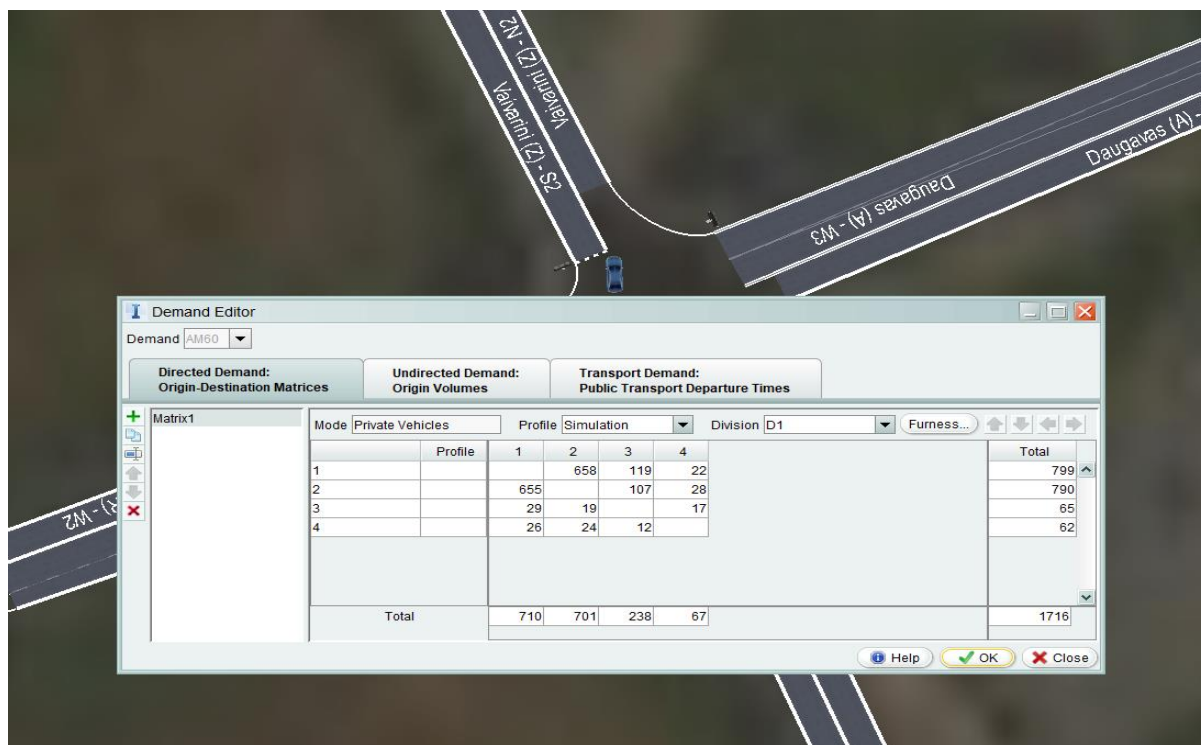 Vaivarini (Z) - N2
Vaivarini (Z) - S2
Daugavas (A) - W3
Daugavas (A) -
Demand Editor
Demand AM60
Directed Demand:
Origin-Destination Matrices
Undirected Demand:
Origin Volumes
Transport Demand:
Public Transport Departure Times
Matrix1
Mode Private Vehicles Profile Simulation Division D1 Furness...
Profile 1 2 3 4 Total
1 658 119 22 799
2 655 107 28 790
3 29 19 17 65
4 26 24 12 62
Total 710 701 238 67 1716
Help OK Close
- W2